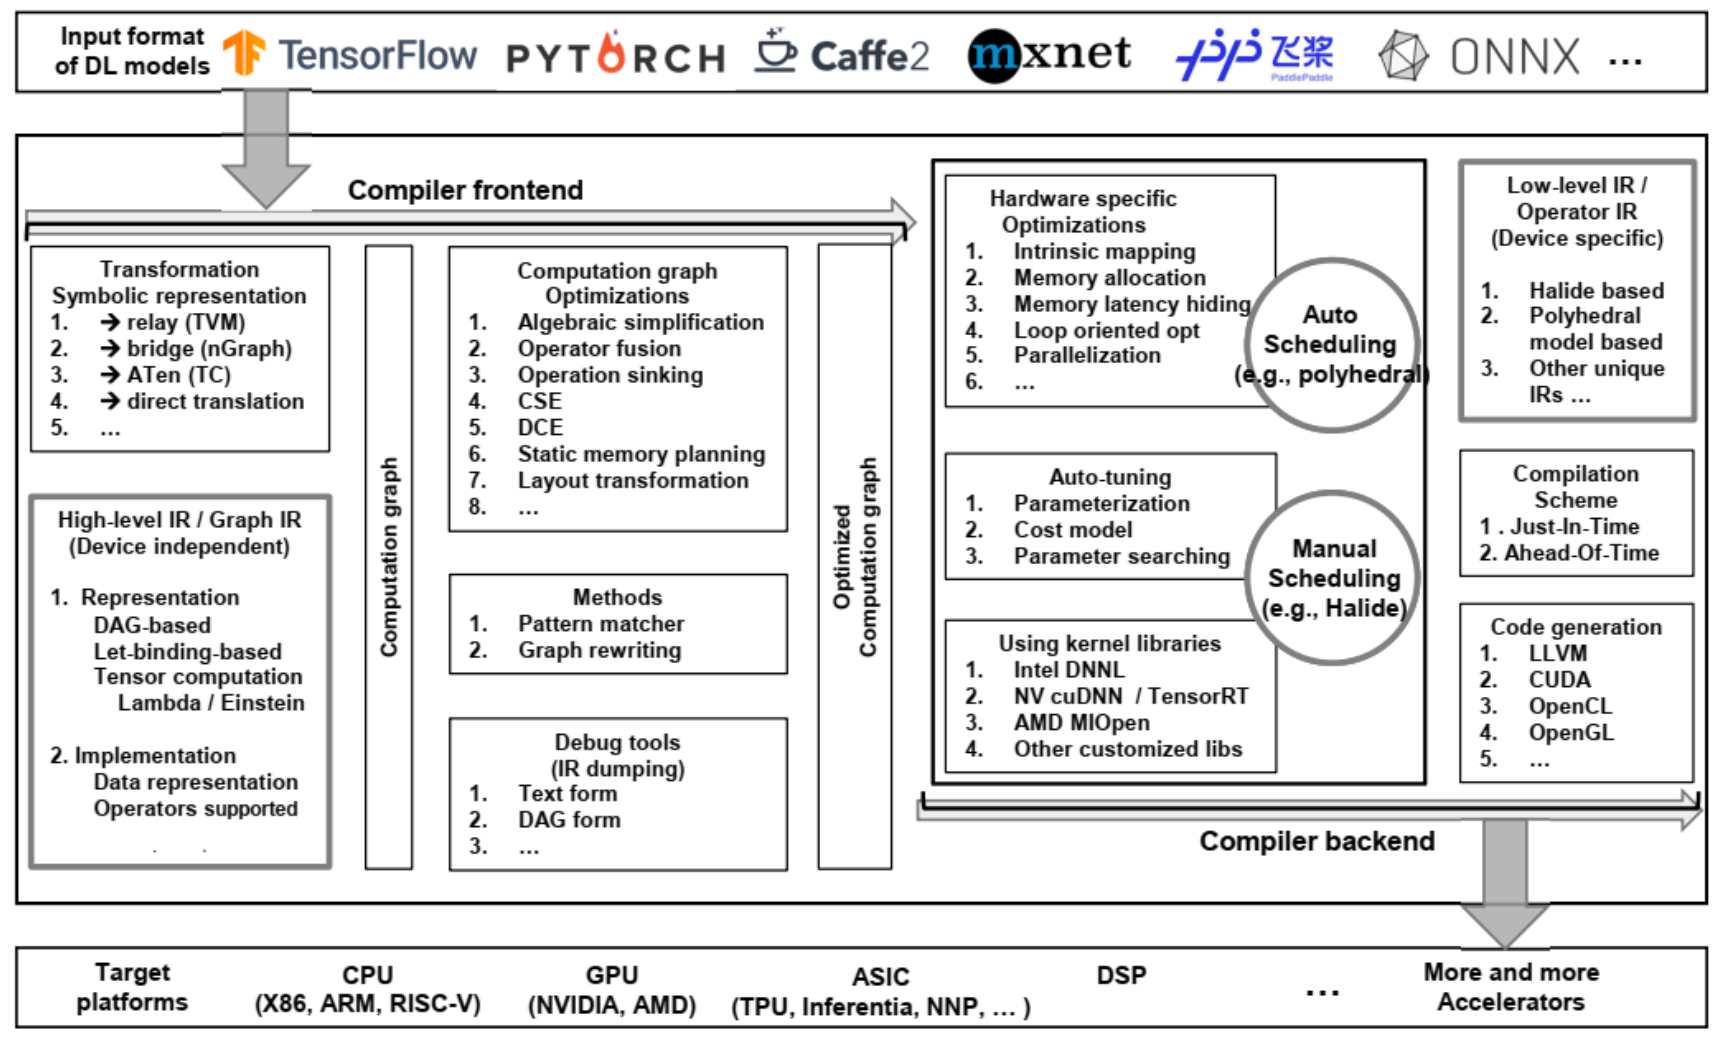 Input format
of DL models
TensorFlow
PYTORCH
Caffe2
mxnet
飞桨
PaddlePaddle
ONNX
...
Compiler frontend
Transformation
Symbolic representation
1. → relay (TVM)
2. → bridge (nGraph)
3. → ATen (TC)
4. → direct translation
5. ...
High-level IR / Graph IR
(Device independent)
1. Representation
DAG-based
Let-binding-based
Tensor computation
Lambda / Einstein
2. Implementation
Data representation
Operators supported
. .
Computation graph
Computation graph
Optimizations
1. Algebraic simplification
2. Operator fusion
3. Operation sinking
4. CSE
5. DCE
6. Static memory planning
7. Layout transformation
8. ...
Methods
1. Pattern matcher
2. Graph rewriting
Debug tools
(IR dumping)
1. Text form
2. DAG form
3. ...
Optimized
Computation graph
Hardware specific
Optimizations
1. Intrinsic mapping
2. Memory allocation
3. Memory latency hiding
4. Loop oriented opt
5. Parallelization
6. ...
Auto
Scheduling
(e.g., polyhedral)
Auto-tuning
1. Parameterization
2. Cost model
3. Parameter searching
Manual
Scheduling
(e.g., Halide)
Using kernel libraries
1. Intel DNNL
2. NV cuDNN / TensorRT
3. AMD MIOpen
4. Other customized libs
Low-level IR /
Operator IR
(Device specific)
1. Halide based
2. Polyhedral
model based
3. Other unique
IRs ...
Compilation
Scheme
1 . Just-In-Time
2. Ahead-Of-Time
Code generation
1. LLVM
2. CUDA
3. OpenCL
4. OpenGL
5. ...
Compiler backend
Target
platforms
CPU
(X86, ARM, RISC-V)
GPU
(NVIDIA, AMD)
ASIC
(TPU, Inferentia, NNP, ... )
DSP
...
More and more
Accelerators